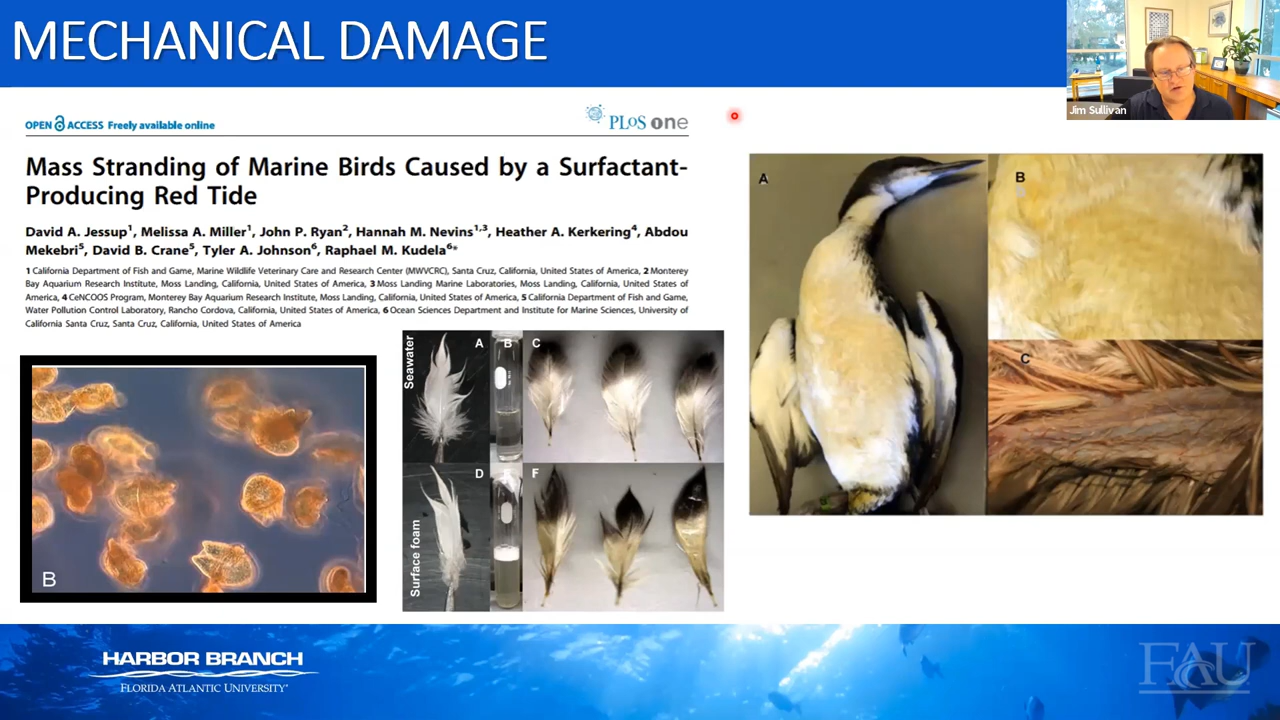 MECHANICAL DAMAGE
Jim Sullivan
OPEN ACCESS Freely available online
PLoS one
Mass Stranding of Marine Birds Caused by a Surfactant-
Producing Red Tide
David A. Jessup1, Melissa A. Miller1, John P. Ryan2, Hannah M. Nevins1,3, Heather A. Kerkering4, Abdou
Mekebri5, David B. Crane5, Tyler A. Johnson6, Raphael M. Kudela6*
1 California Department of Fish and Game, Marine Wildlife Veterinary Care and Research Center (MWVCRC), Santa Cruz, California, United States of America, 2 Monterey
Bay Aquarium Research Institute, Moss Landing, California, United States of America, 3 Moss Landing Marine Laboratories, Moss Landing, California, United States of
America, 4 CeNCOOS Program, Monterey Bay Aquarium Research Institute, Moss Landing, California, United States of America, 5 California Department of Fish and Game,
Water Pollution Control Laboratory, Rancho Cordova, California, United States of America, 6 Ocean Sciences Department and Institute for Marine Sciences, University of
California Santa Cruz, Santa Cruz, California, United States of America
B
Seawater
A B C
Surface foam
D E F
A
B
C
HARBOR BRANCH
FLORIDA ATLANTIC UNIVERSITY
FAU